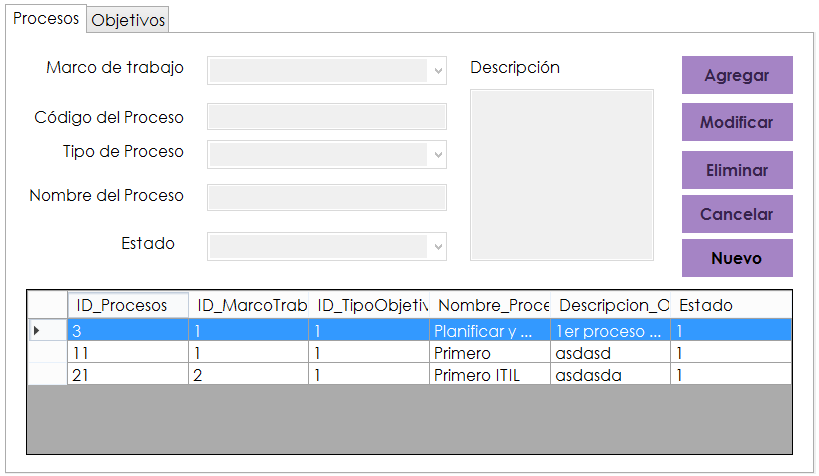 Procesos Objetivos
Marco de trabajo
Código del Proceso
Tipo de Proceso
Nombre del Proceso
Estado
Descripción
Agregar
Modificar
Eliminar
Cancelar
Nuevo
ID_Procesos ID_MarcoTrab ID_TipoObjetiv Nombre_Proce Descripcion_O Estado
3 1 1 Planificar y ... 1er proceso ... 1
11 1 1 Primero asdasd 1
21 2 1 Primero ITIL asdasda 1